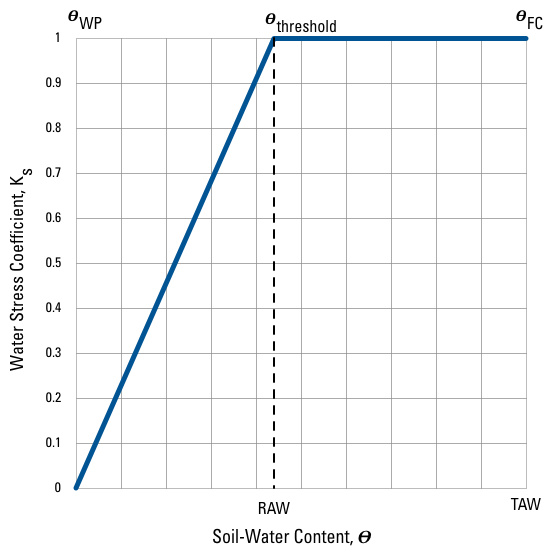 θWP
θthreshold
θFC
1
0.9
0.8
0.7
0.6
0.5
0.4
0.3
0.2
0.1
0
Water Stress Coefficient, Ks
RAW
TAW
Soil-Water Content, Θ